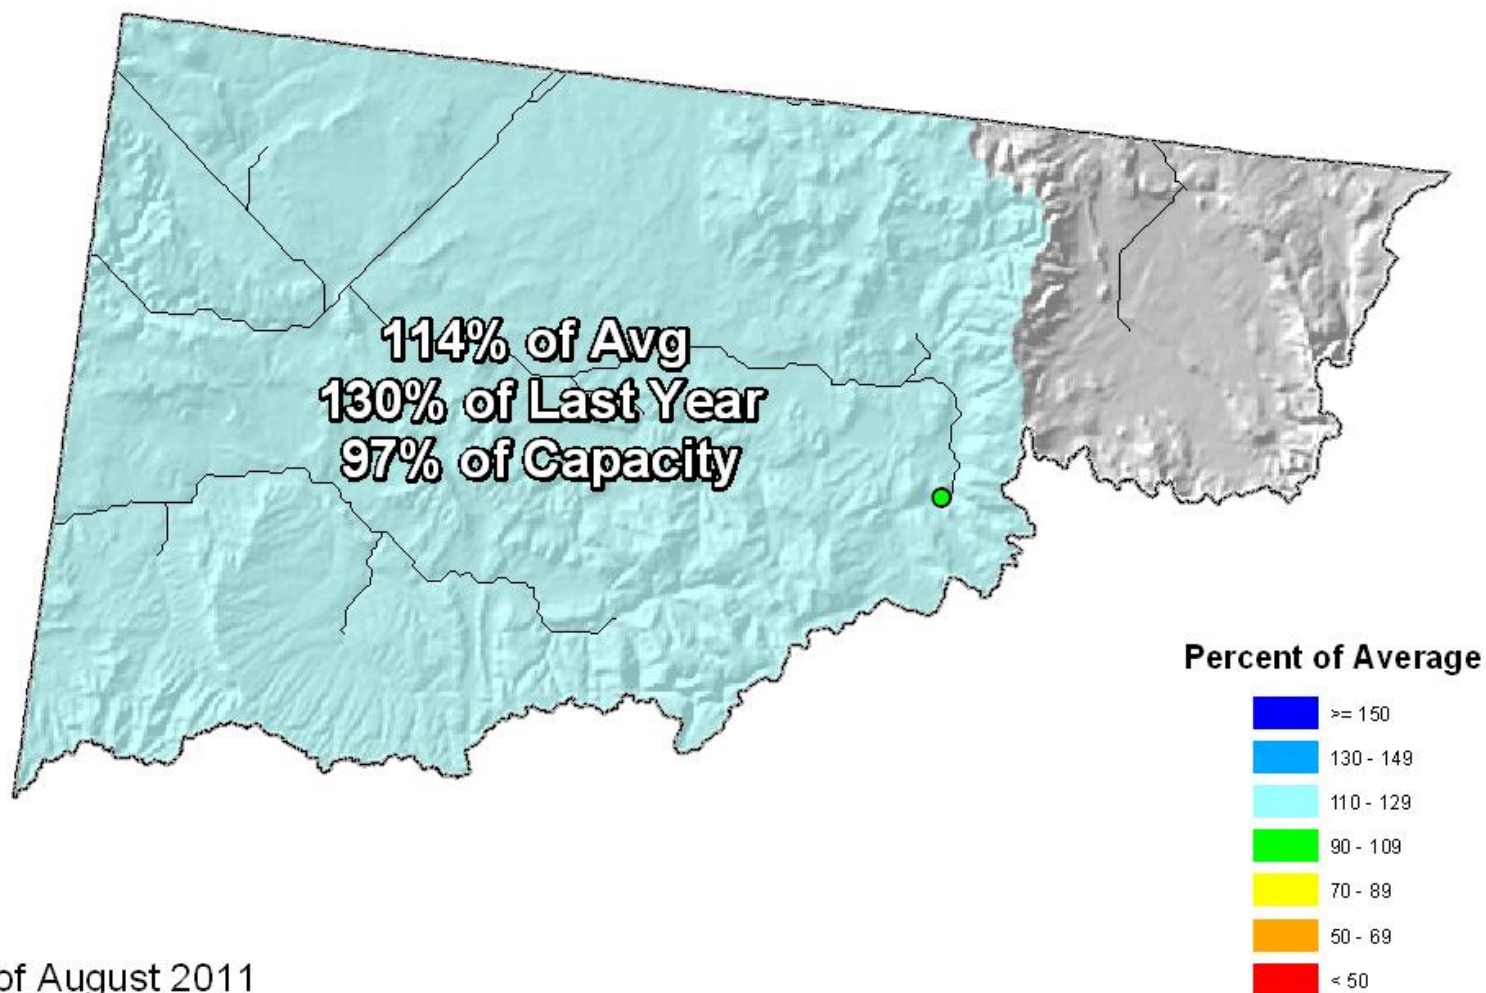 114% of Avg
130% of Last Year
97% of Capacity
Percent of Average
>= 150
130 - 149
110 - 129
90 - 109
70 - 89
50 - 69
< 50
of August 2011